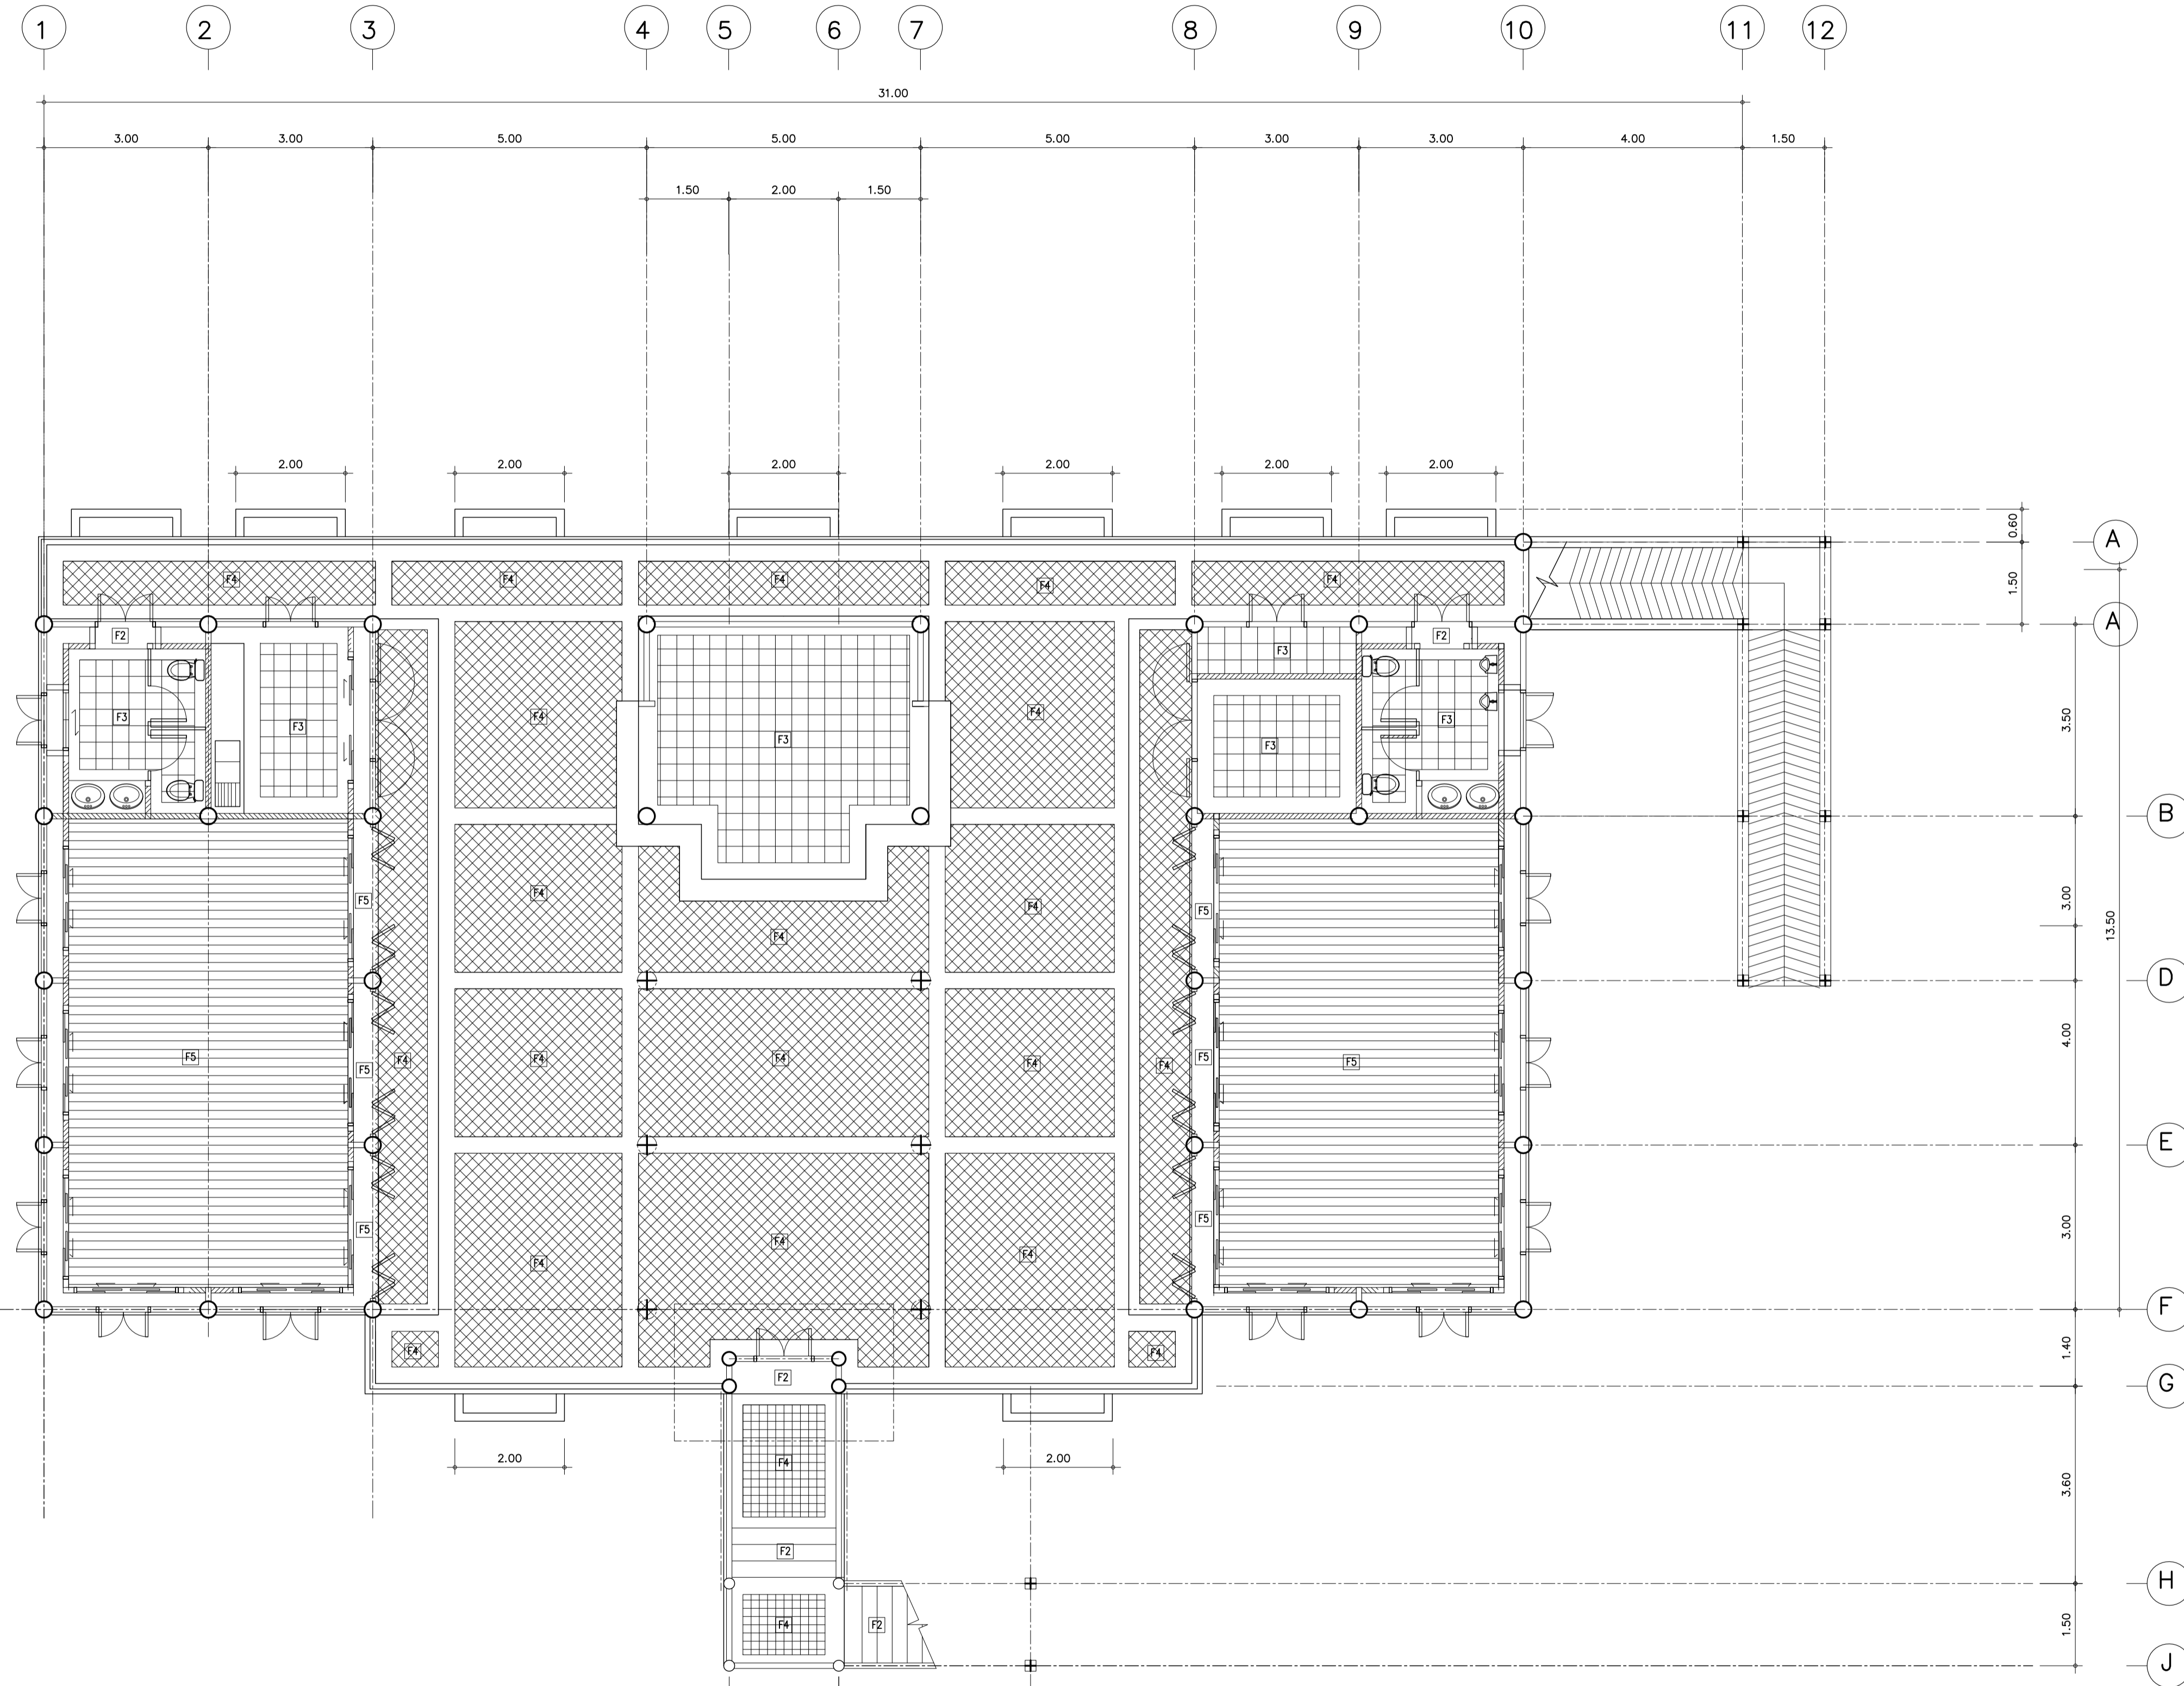 1 2 3 4 5 6 7 8 9 10 11 12
31.00
3.00 3.00 5.00 5.00 5.00 3.00 3.00 4.00 1.50
1.50 2.00 1.50
2.00 2.00 2.00 2.00 2.00 2.00
0.60
A
F4 F4 F4 F4 F4
1.50
A
F2 F2
F3 F3
F3 F3 F4 F4 F3
3.50
F3 F3
B
F4 F5 F4 F5
3.00
13.50
F4
D
4.00
F5 F5 F4 F4 F4 F4 F4 F5 F5
E
F5 F4 F4 F4 F5
3.00
F
F4 F4
1.40
F2
G
2.00 F4 2.00
3.60
F2
H
F4 F2
1.50
J